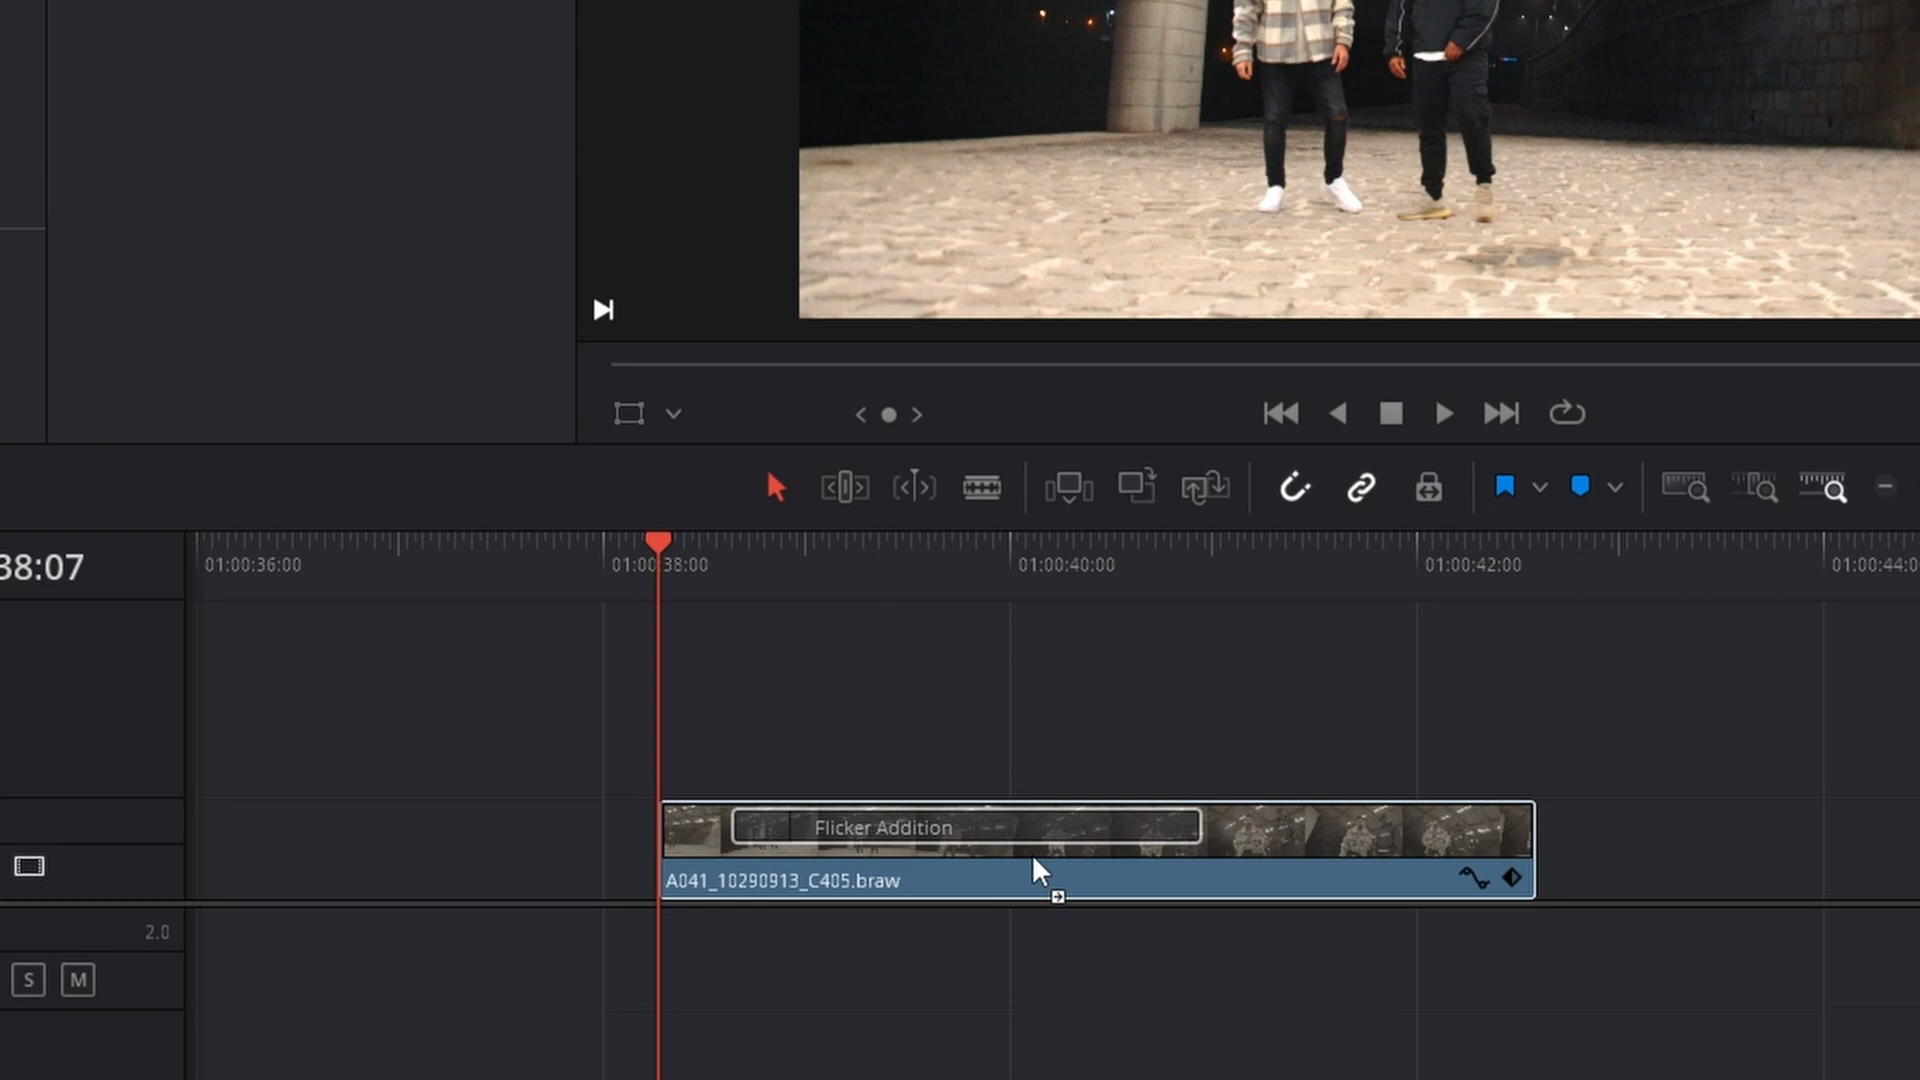 38:07
01:00:36:00
01:00:38:00
01:00:40:00
01:00:42:00
01:00:44:0
Flicker Addition
A041_10290913_C405.braw
2.0
S M